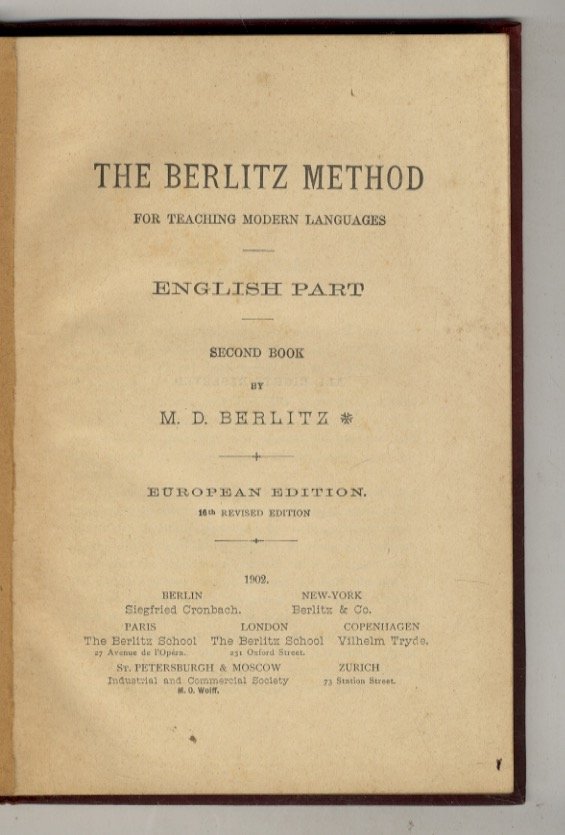 THE BERLITZ METHOD
FOR TEACHING MODERN LANGUAGES
ENGLISH PART
SECOND BOOK
BY
M. D. BERLITZ *
EUROPEAN EDITION.
16th REVISED EDITION
1902.
BERLIN NEW-YORK
Siegfried Cronbach. Berlitz & Co.
PARIS LONDON COPENHAGEN
The Berlitz School The Berlitz School Vilhelm Tryde.
27 Avenue de l'Opéra. 231 Oxford Street.
ST. PETERSBURGH & MOSCOW ZURICH
Industrial and Commercial Society 73 Station Street.
M. O. Wolff.